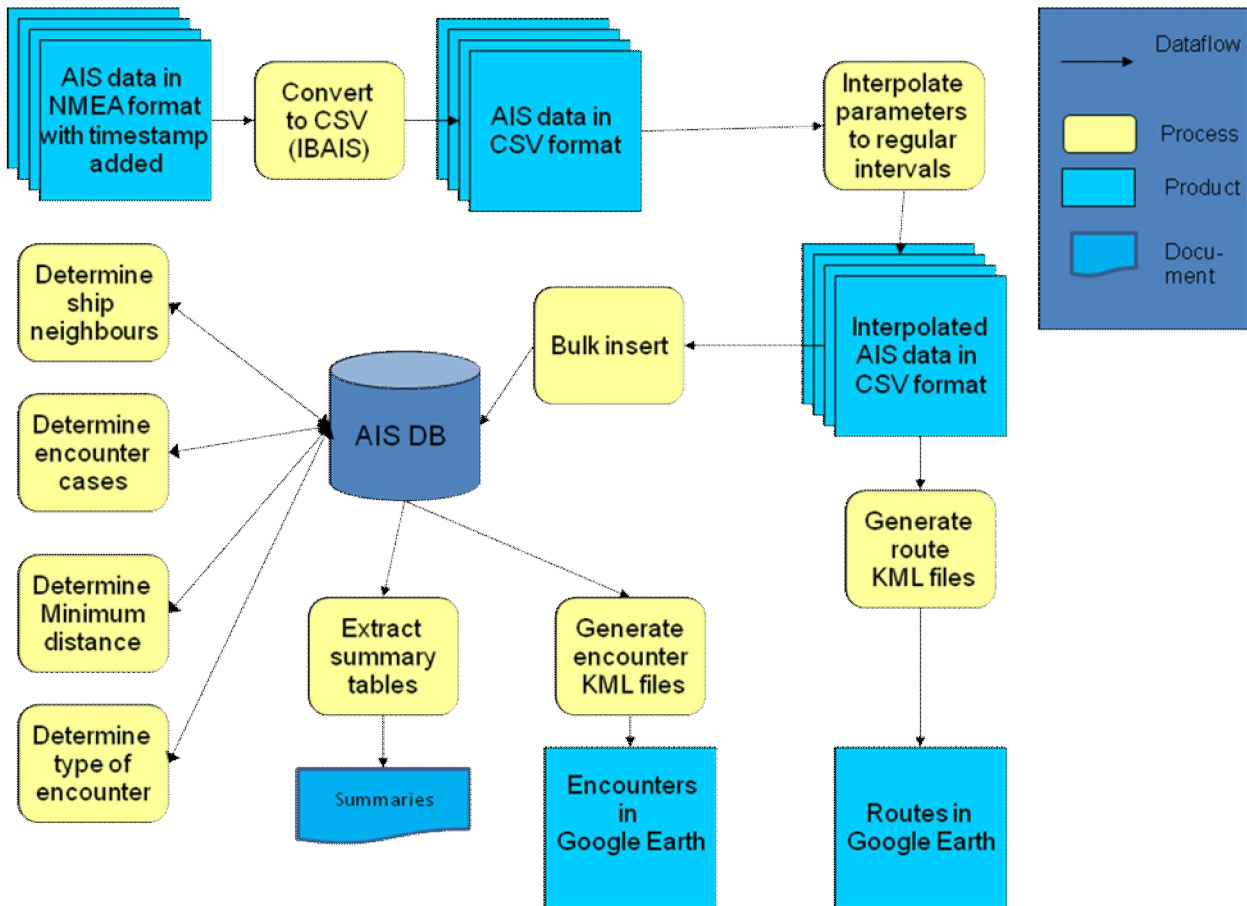 AIS data in
NMEA format
with timestamp
added
Convert
to CSV
(IBAIS)
AIS data in
CSV format
Interpolate
parameters
to regular
intervals
Dataflow
Process
Product
Docu-
ment
Determine
ship
neighbours
Bulk insert
Interpolated
AIS data in
CSV format
Determine
encounter
cases
AIS DB
Generate
route
KML files
Determine
Minimum
distance
Extract
summary
tables
Generate
encounter
KML files
Determine
type of
encounter
Summaries
Encounters
in
Google Earth
Routes in
Google Earth